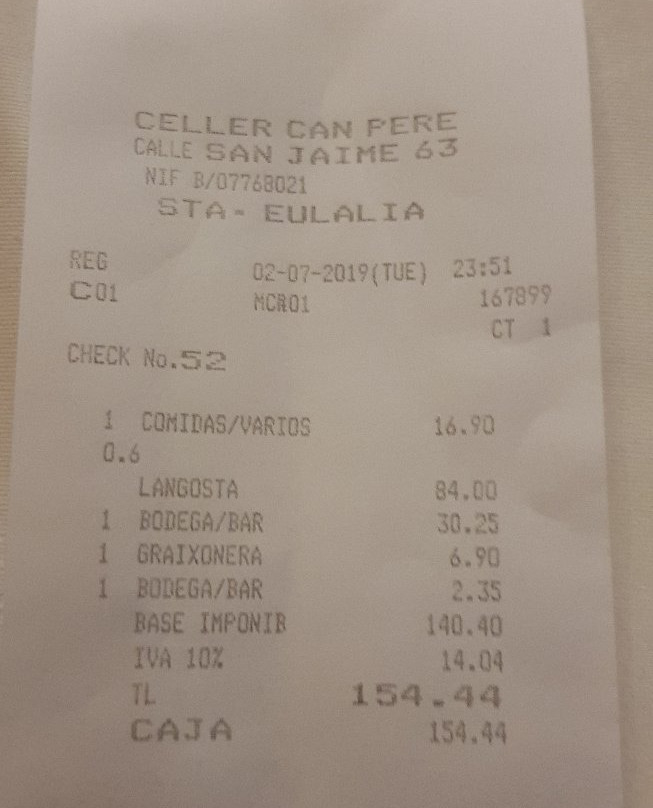 CELLER CAN PERE
CALLE SAN JAIME 63
NIF B/07768021
STA- EULALIA
REG 02-07-2019(TUE) 23:51
C01 MCR01 167899
CT 1
CHECK No.52
1 COMIDAS/VARIOS 16.90
0.6
LANGOSTA 84.00
1 BODEGA/BAR 30.25
1 GRAIXONERA 6.90
1 BODEGA/BAR 2.35
BASE IMPONIB 140.40
IVA 10% 14.04
TL 154.44
CAJA 154.44